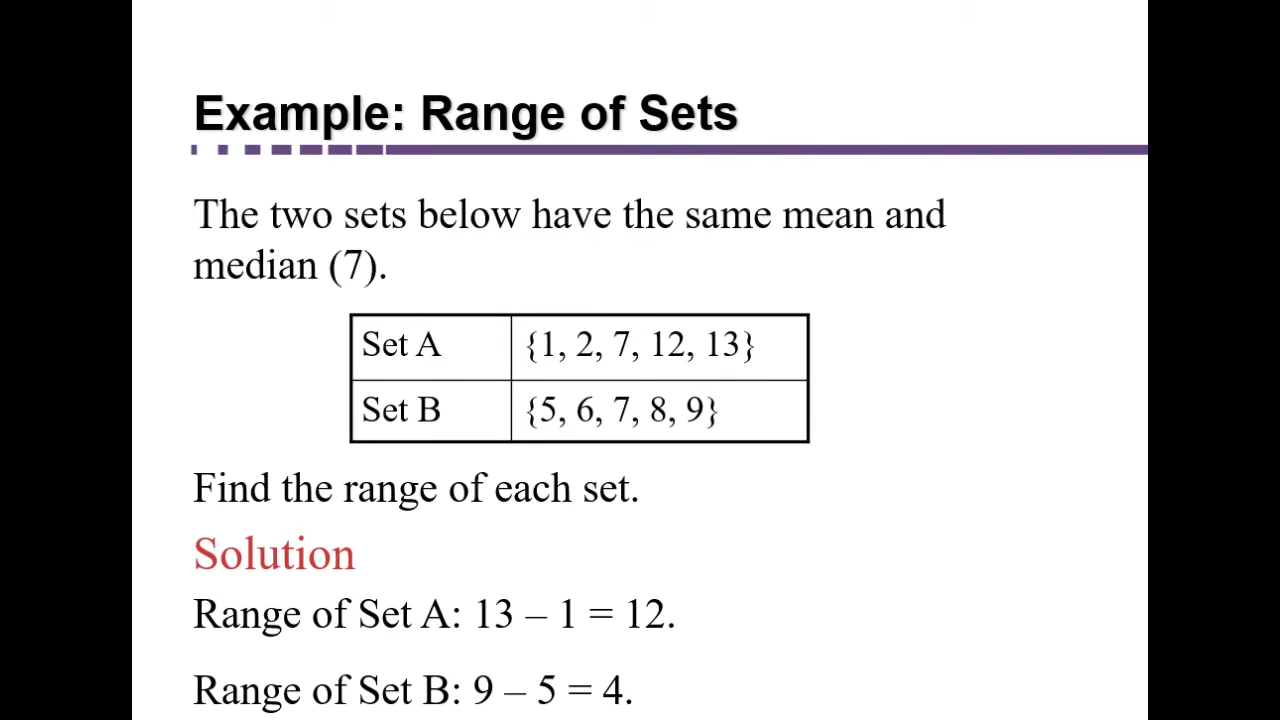 Example: Range of Sets
The two sets below have the same mean and
median (7).
Set A {1, 2, 7, 12, 13}
Set B {5, 6, 7, 8, 9}
Find the range of each set.
Solution
Range of Set A: 13 – 1 = 12.
Range of Set B: 9 – 5 = 4.